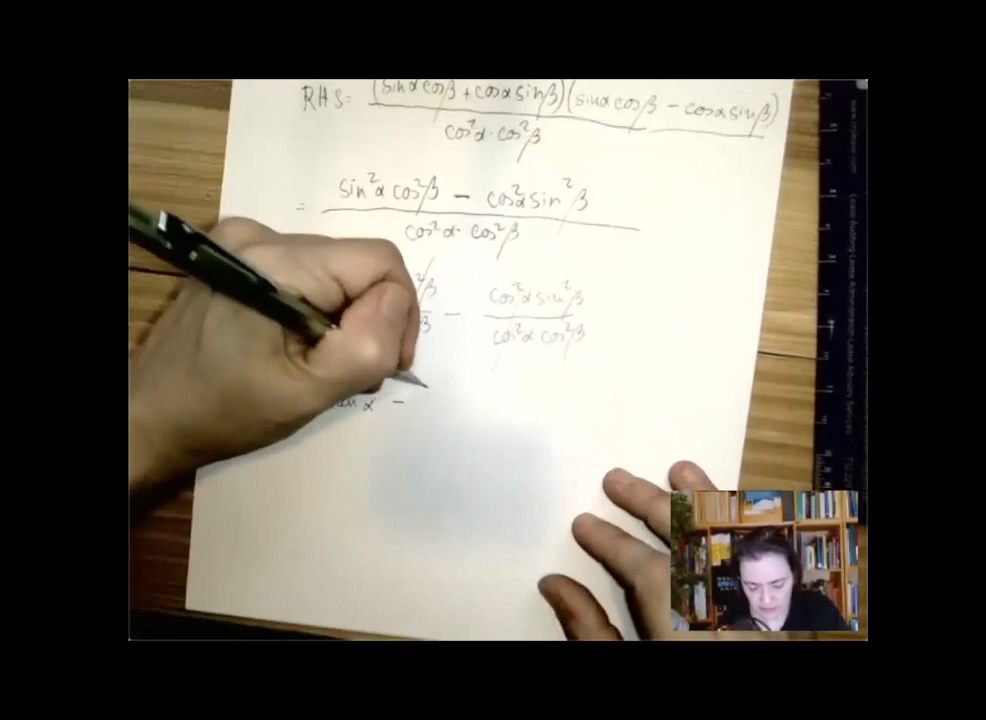 RHS = (sinα cosβ + cosα sinβ)(sinα cosβ - cosα sinβ)
cos²α · cos²β
= sin²α cos²β - cos²α sin²β
cos²α · cos²β
²β - cos²α sin²β
β cos²α cos²β
α -